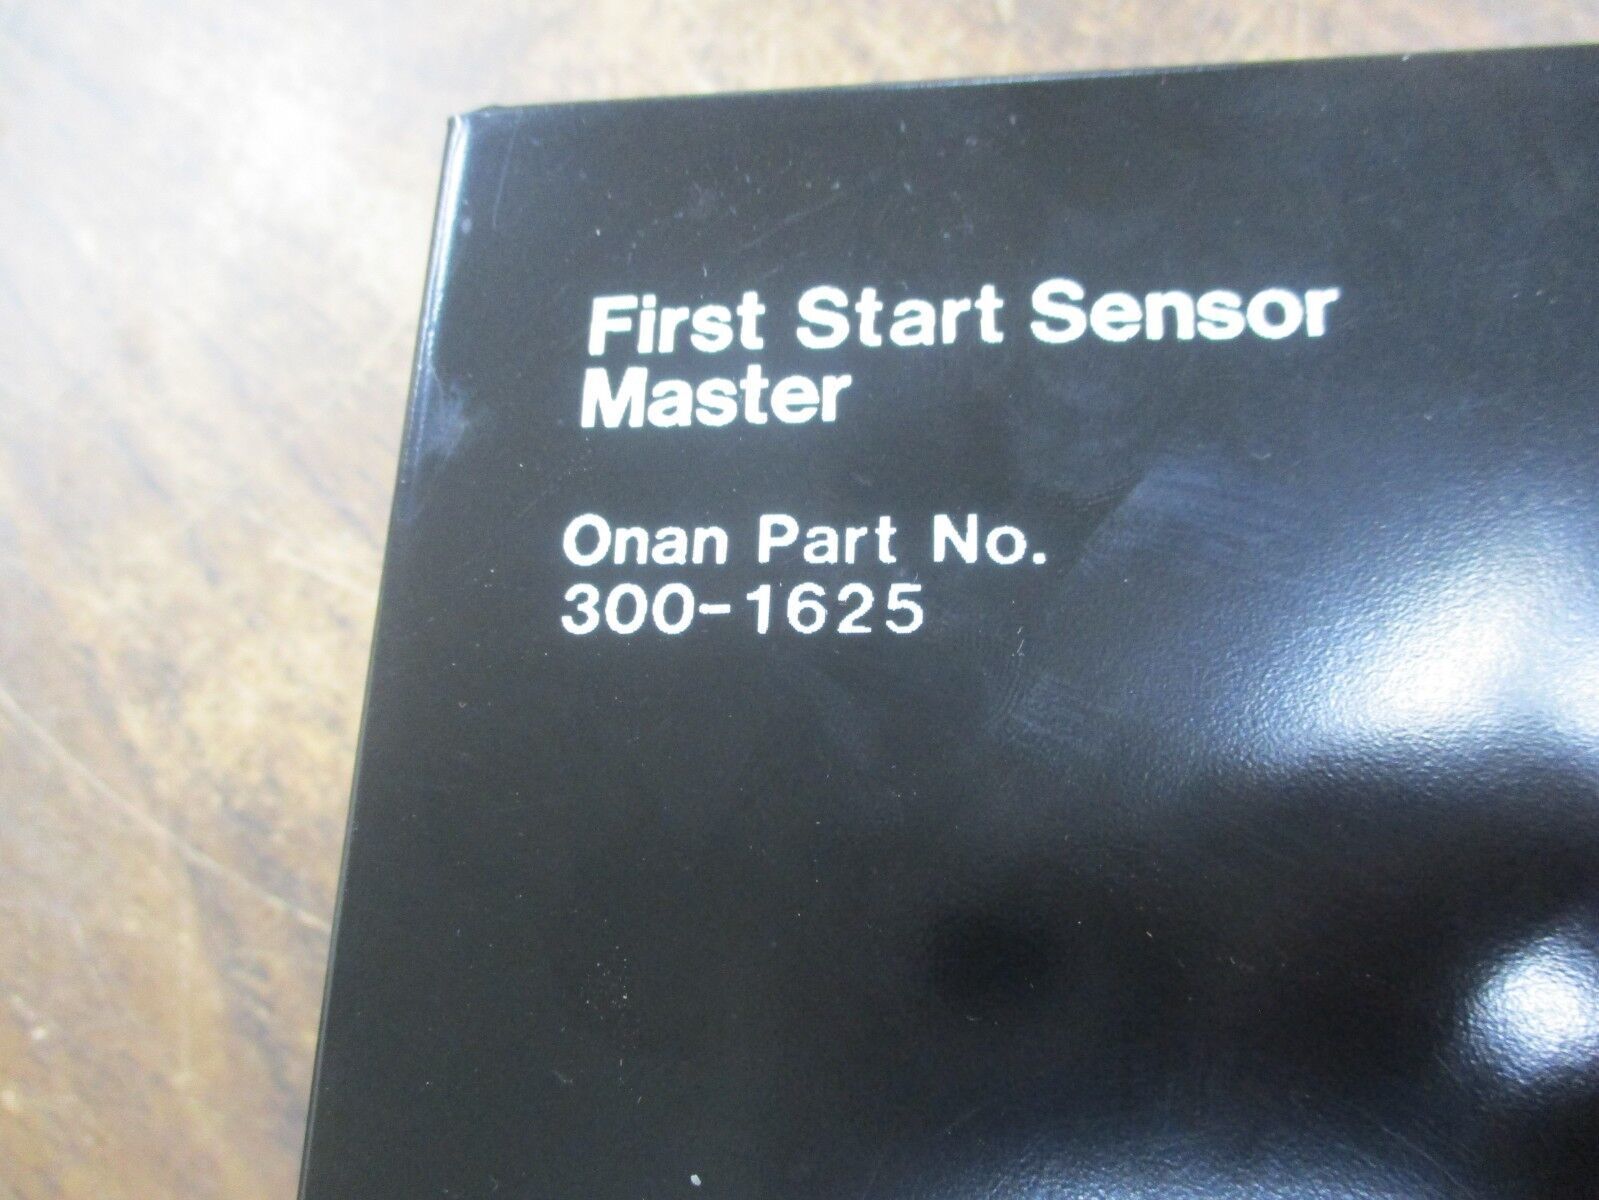 First Start Sensor
Master
Onan Part No.
300-1625